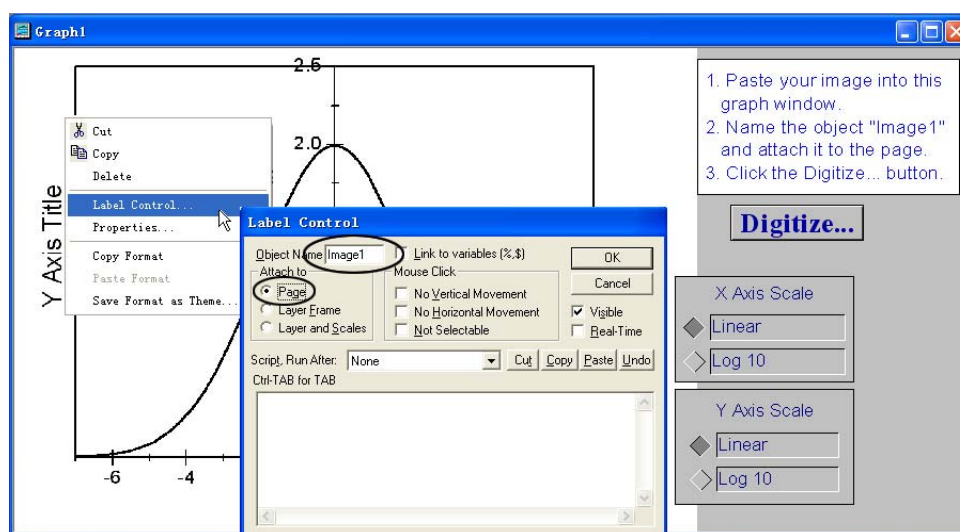 Graph1
2.5
2.0
Y Axis Title
-6
-4
Cut
Copy
Delete
Label Control...
Properties...
Copy Format
Paste Format
Save Format as Theme...
Label Control
Object Name Image1
Link to variables (%,$)
OK
Attach to
Mouse Click
Cancel
Page
No Vertical Movement
Layer Frame
No Horizontal Movement
Visible
Layer and Scales
Not Selectable
Real-Time
Script, Run After: None
Cut Copy Paste Undo
Ctrl-TAB for TAB
1. Paste your image into this
graph window.
2. Name the object "Image1"
and attach it to the page.
3. Click the Digitize... button.
Digitize...
X Axis Scale
Linear
Log 10
Y Axis Scale
Linear
Log 10